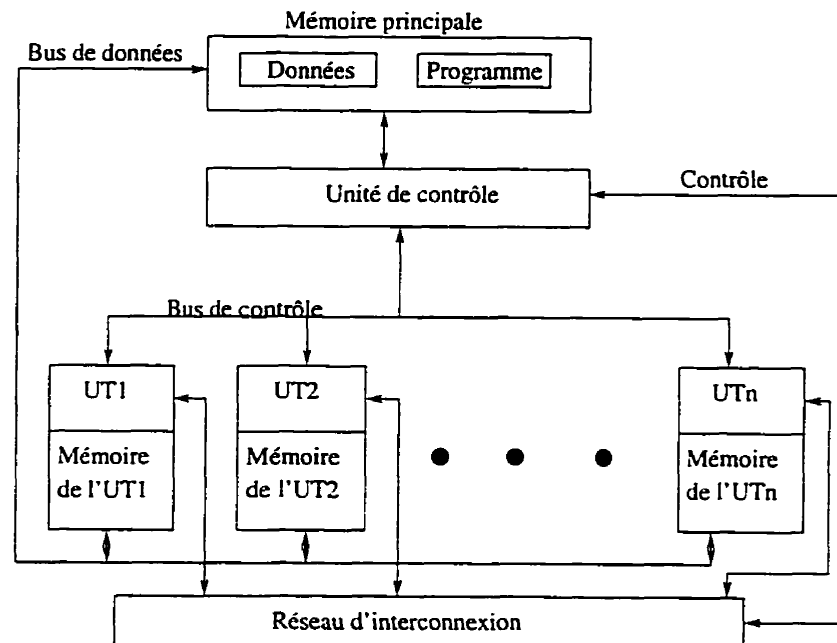 Mémoire principale
Bus de données
Données
Programme
Unité de contrôle
Contrôle
Bus de contrôle
UT1
UT2
UTn
Mémoire
de l'UT1
Mémoire
de l'UT2
Mémoire
de l'UTn
Réseau d'interconnexion